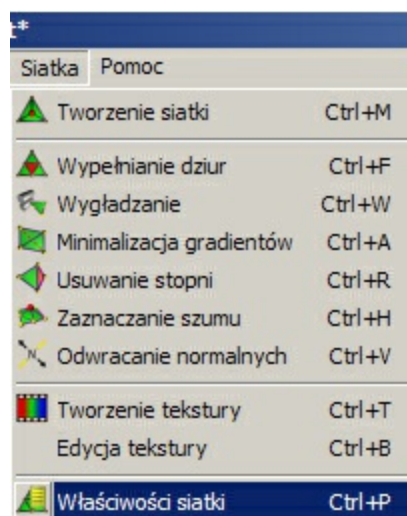 t*
Siatka Pomoc
Tworzenie siatki Ctrl+M
Wypełnianie dziur Ctrl+F
Wygładzanie Ctrl+W
Minimalizacja gradientów Ctrl+A
Usuwanie stopni Ctrl+R
Zaznaczanie szumu Ctrl+H
Odwracanie normalnych Ctrl+V
Tworzenie tekstury Ctrl+T
Edycja tekstury Ctrl+B
Właściwości siatki Ctrl+P